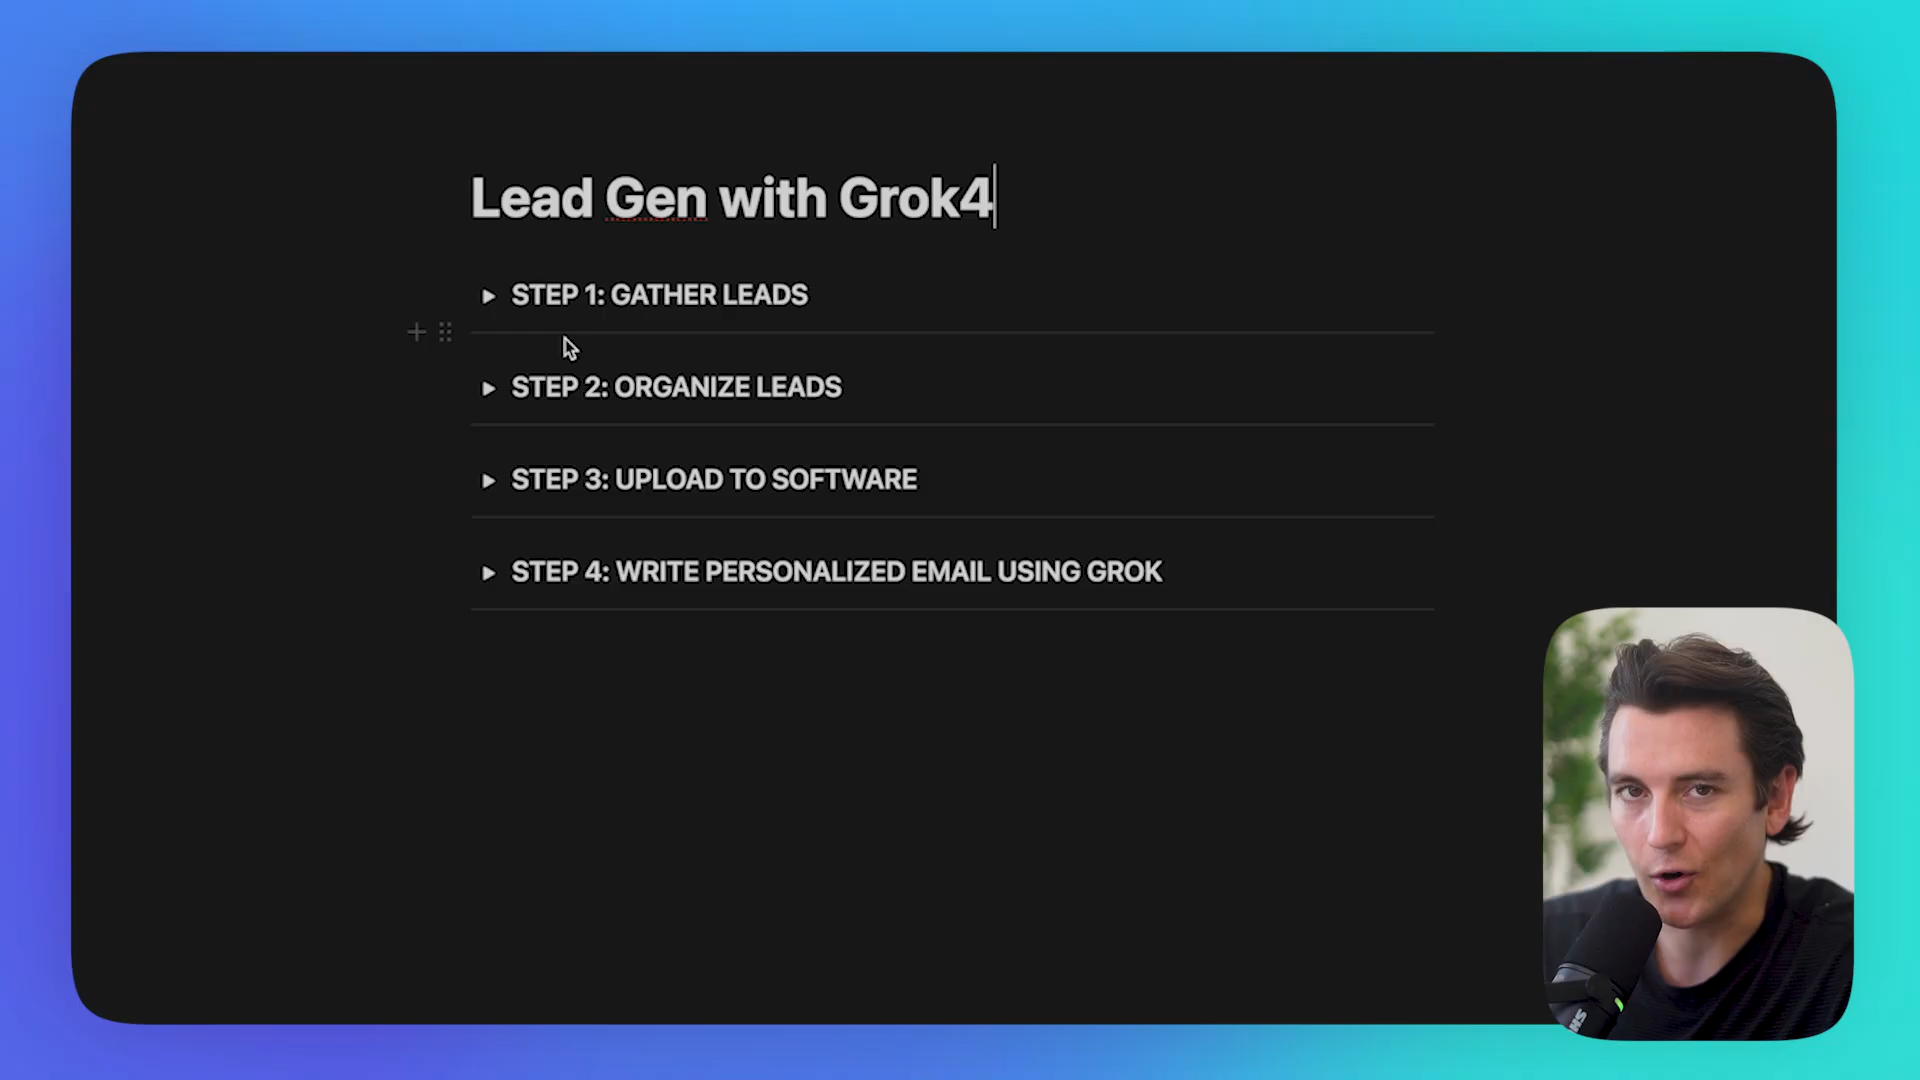 Lead Gen with Grok4
STEP 1: GATHER LEADS
STEP 2: ORGANIZE LEADS
STEP 3: UPLOAD TO SOFTWARE
STEP 4: WRITE PERSONALIZED EMAIL USING GROK